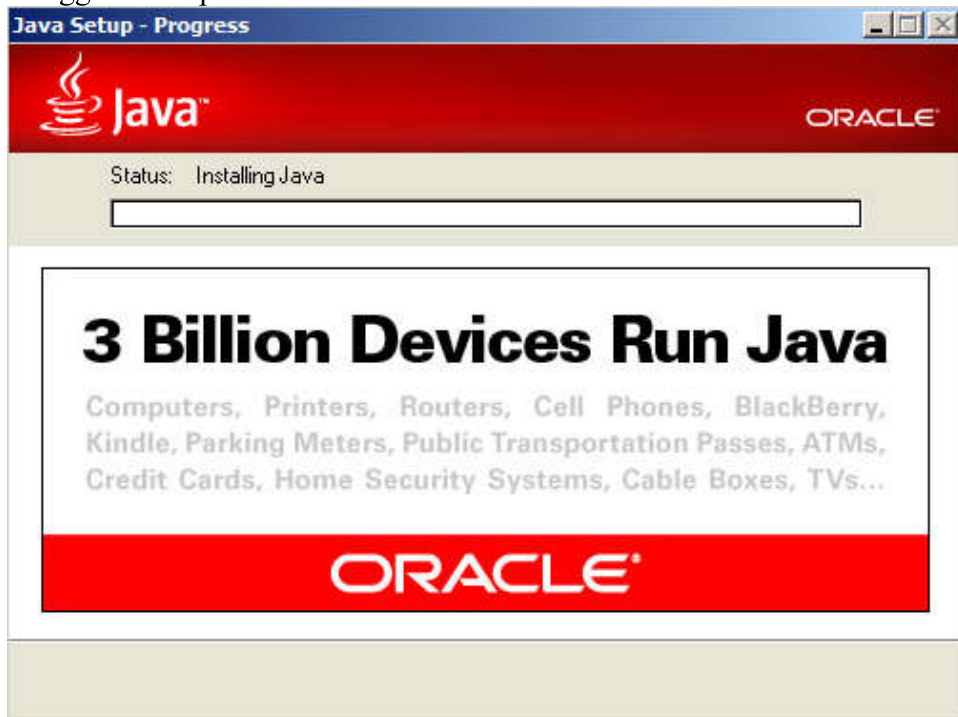 Java Setup - Progress
Java™
ORACLE®
Status: Installing Java
3 Billion Devices Run Java
Computers, Printers, Routers, Cell Phones, BlackBerry,
Kindle, Parking Meters, Public Transportation Passes, ATMs,
Credit Cards, Home Security Systems, Cable Boxes, TVs...
ORACLE®